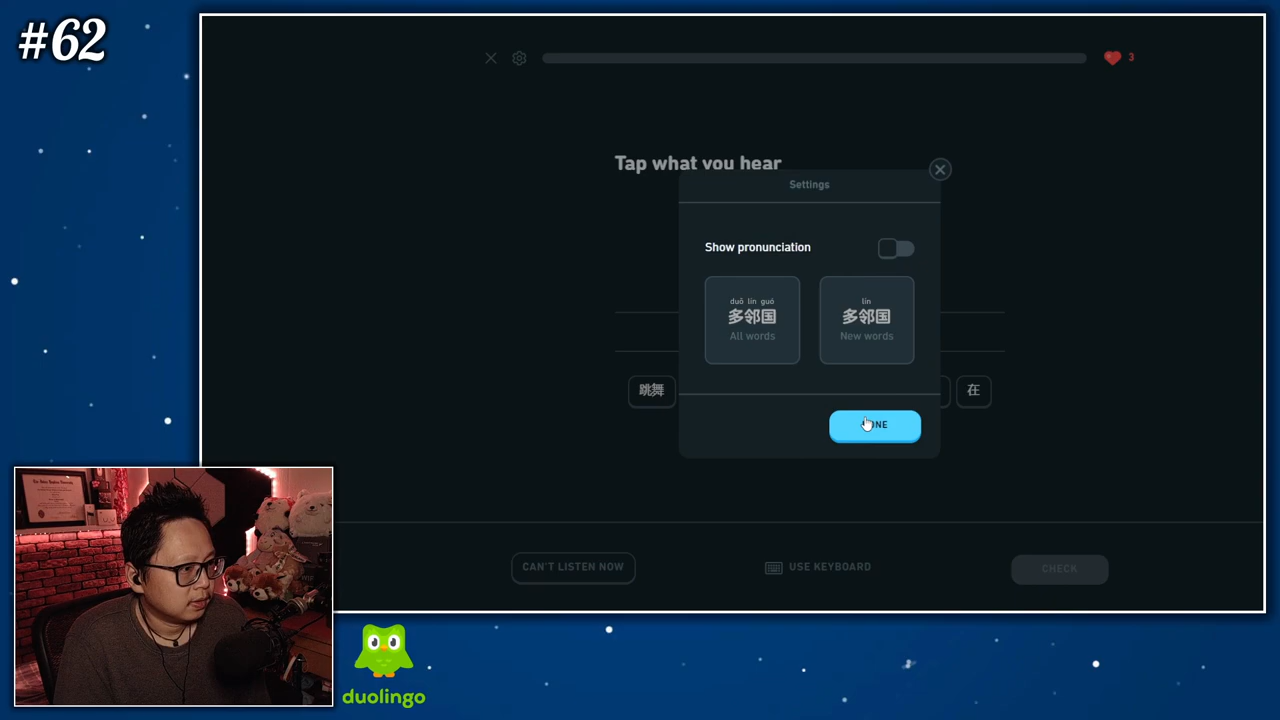 #62
3
Tap what you hear
Settings
Show pronunciation
duō lín guó
多邻国
All words
lín
多邻国
New words
跳舞
在
CAN'T LISTEN NOW
USE KEYBOARD
CHECK
duolingo